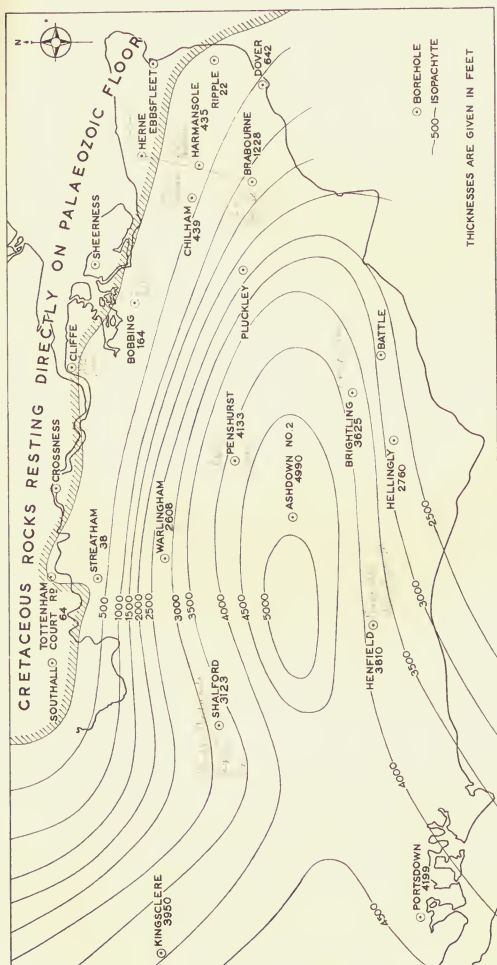 CRETACEOUS ROCKS RESTING DIRECTLY ON PALAEOZOIC FLOOR
N
SOUTHALL
TOTTENHAM
COURT RD
64
CROSSNESS
CLIFFE
SHEERNESS
HERNE
EBBSFLEET
STREATHAM
38
BOBBING
164
CHILHAM
439
HARMANSOLE
435
RIPPLE
22
DOVER
642
BRABOURNE
1228
WARLINGHAM
2608
PENSHURST
4133
PLUCKLEY
KINGSCLERE
3950
SHALFORD
3123
ASHDOWN NO.2
4990
BRIGHTLING
3625
BATTLE
HELLINGLY
2760
HENFIELD
3810
PORTSDOWN
4199
500
1000
1500
2000
2500
3000
3500
4000
4500
5000
2500
3000
3500
4000
4500
BOREHOLE
—500— ISOPACHYTE
THICKNESSES ARE GIVEN IN FEET